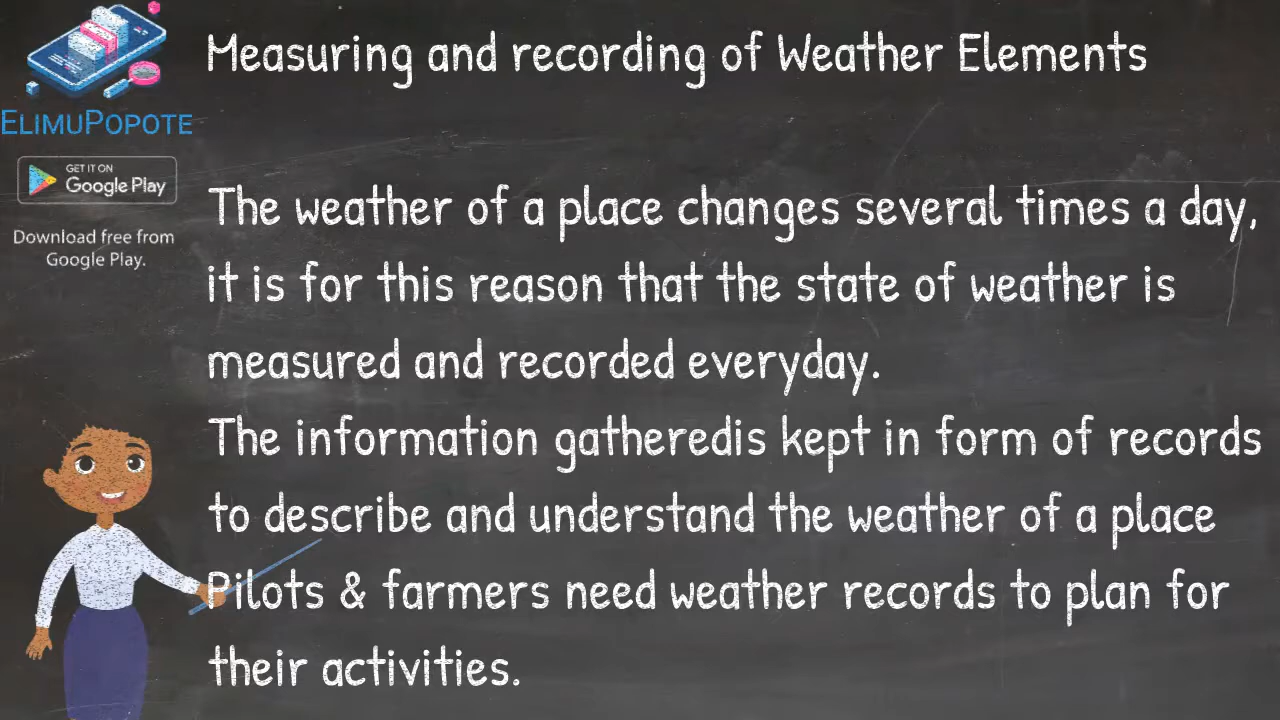 Measuring and recording of Weather Elements
ELIMUPOPOTE
GET IT ON
Google Play
Download free from
Google Play.
The weather of a place changes several times a day,
it is for this reason that the state of weather is
measured and recorded everyday.
The information gatheredis kept in form of records
to describe and understand the weather of a place
Pilots & farmers need weather records to plan for
their activities.